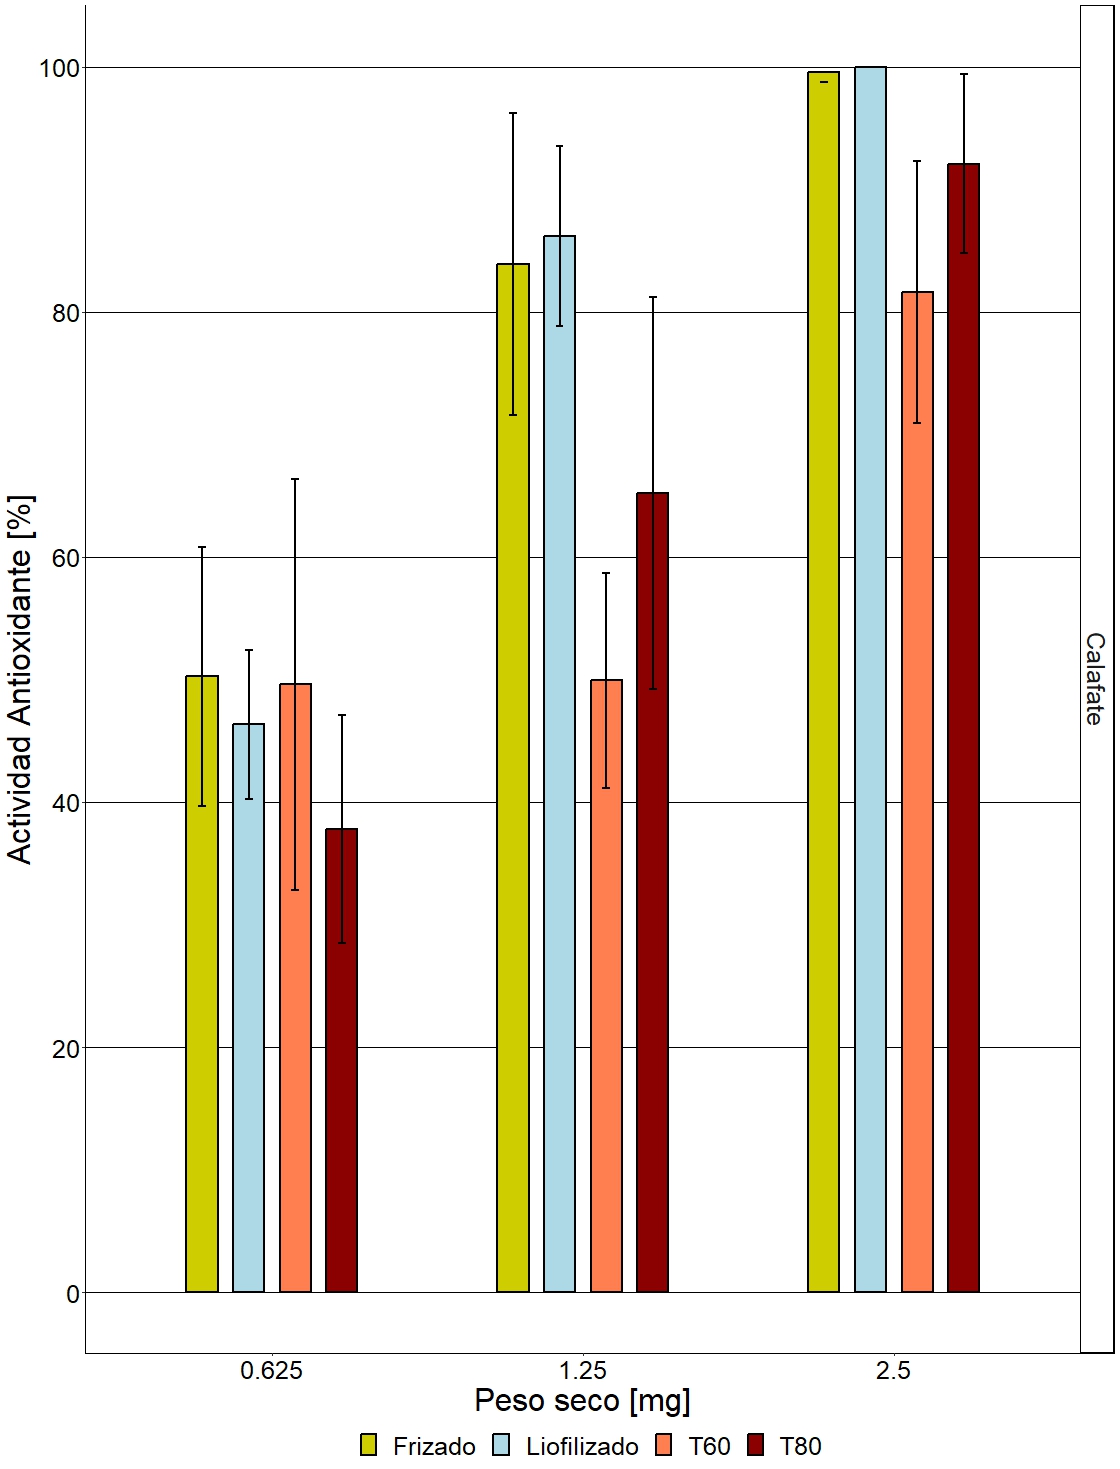 Actividad Antioxidante [%]
100
80
60
40
20
0
Calafate
0.625 1.25 2.5
Peso seco [mg]
Frizado Liofilizado T60 T80